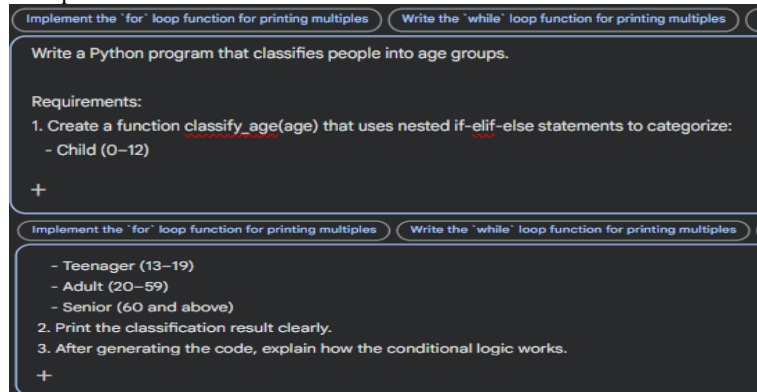 Implement the `for` loop function for printing multiples Write the `while` loop function for printing multiples
Write a Python program that classifies people into age groups.
Requirements:
1. Create a function classify_age(age) that uses nested if-elif-else statements to categorize:
- Child (0–12)
+
Implement the `for` loop function for printing multiples Write the `while` loop function for printing multiples
- Teenager (13–19)
- Adult (20–59)
- Senior (60 and above)
2. Print the classification result clearly.
3. After generating the code, explain how the conditional logic works.
+